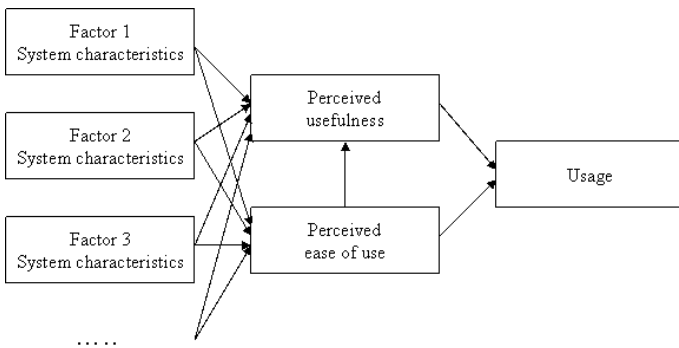 Factor 1
System characteristics
Factor 2
System characteristics
Factor 3
System characteristics
.....
Perceived
usefulness
Perceived
ease of use
Usage